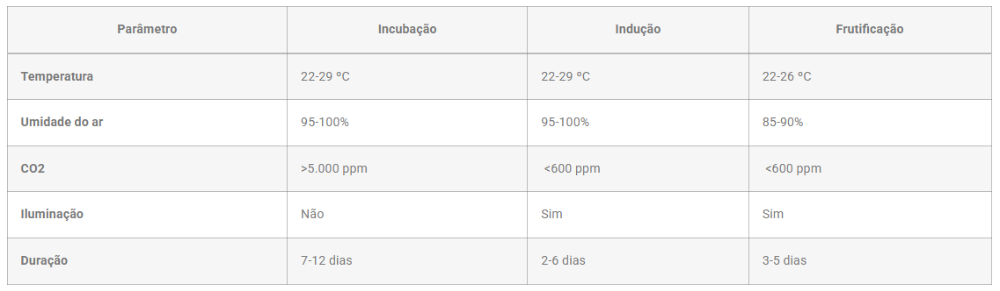 Parâmetro Incubação Indução Frutificação
Temperatura 22-29 ºC 22-29 ºC 22-26 ºC
Umidade do ar 95-100% 95-100% 85-90%
CO2 >5.000 ppm <600 ppm <600 ppm
Iluminação Não Sim Sim
Duração 7-12 dias 2-6 dias 3-5 dias